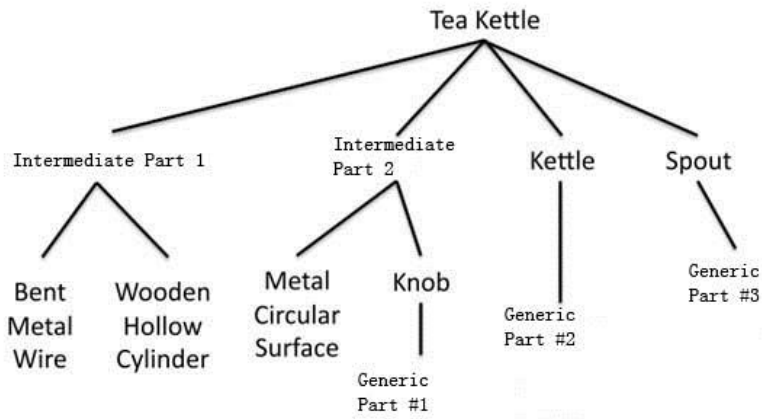 Tea Kettle
Intermediate Part 1
Intermediate
Part 2
Kettle
Spout
Bent
Metal
Wire
Wooden
Hollow
Cylinder
Metal
Circular
Surface
Knob
Generic
Part #1
Generic
Part #2
Generic
Part #3